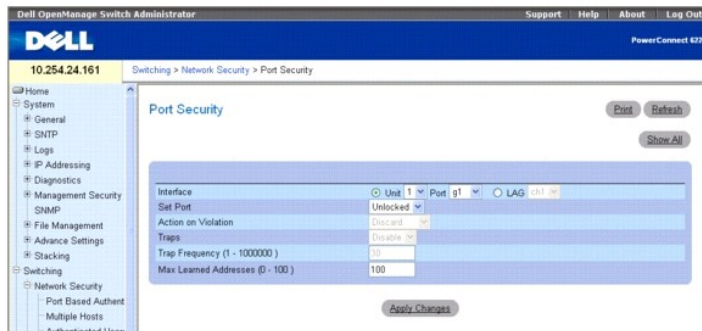 Dell OpenManage Switch Administrator
Support Help About Log Out
DELL
PowerConnect 622
10.254.24.161
Switching > Network Security > Port Security
Home
System
General
SNTP
Logs
IP Addressing
Diagnostics
Management Security
SNMP
File Management
Advance Settings
Stacking
Switching
Network Security
Port Based Authent
Multiple Hosts
Port Security
Print Refresh
Show All
Interface Unit 1 Port g1 LAG ch1
Set Port Unlocked
Action on Violation Discard
Traps Disable
Trap Frequency (1 - 1000000 ) 30
Max Learned Addresses (0 - 100 ) 100
Apply Changes